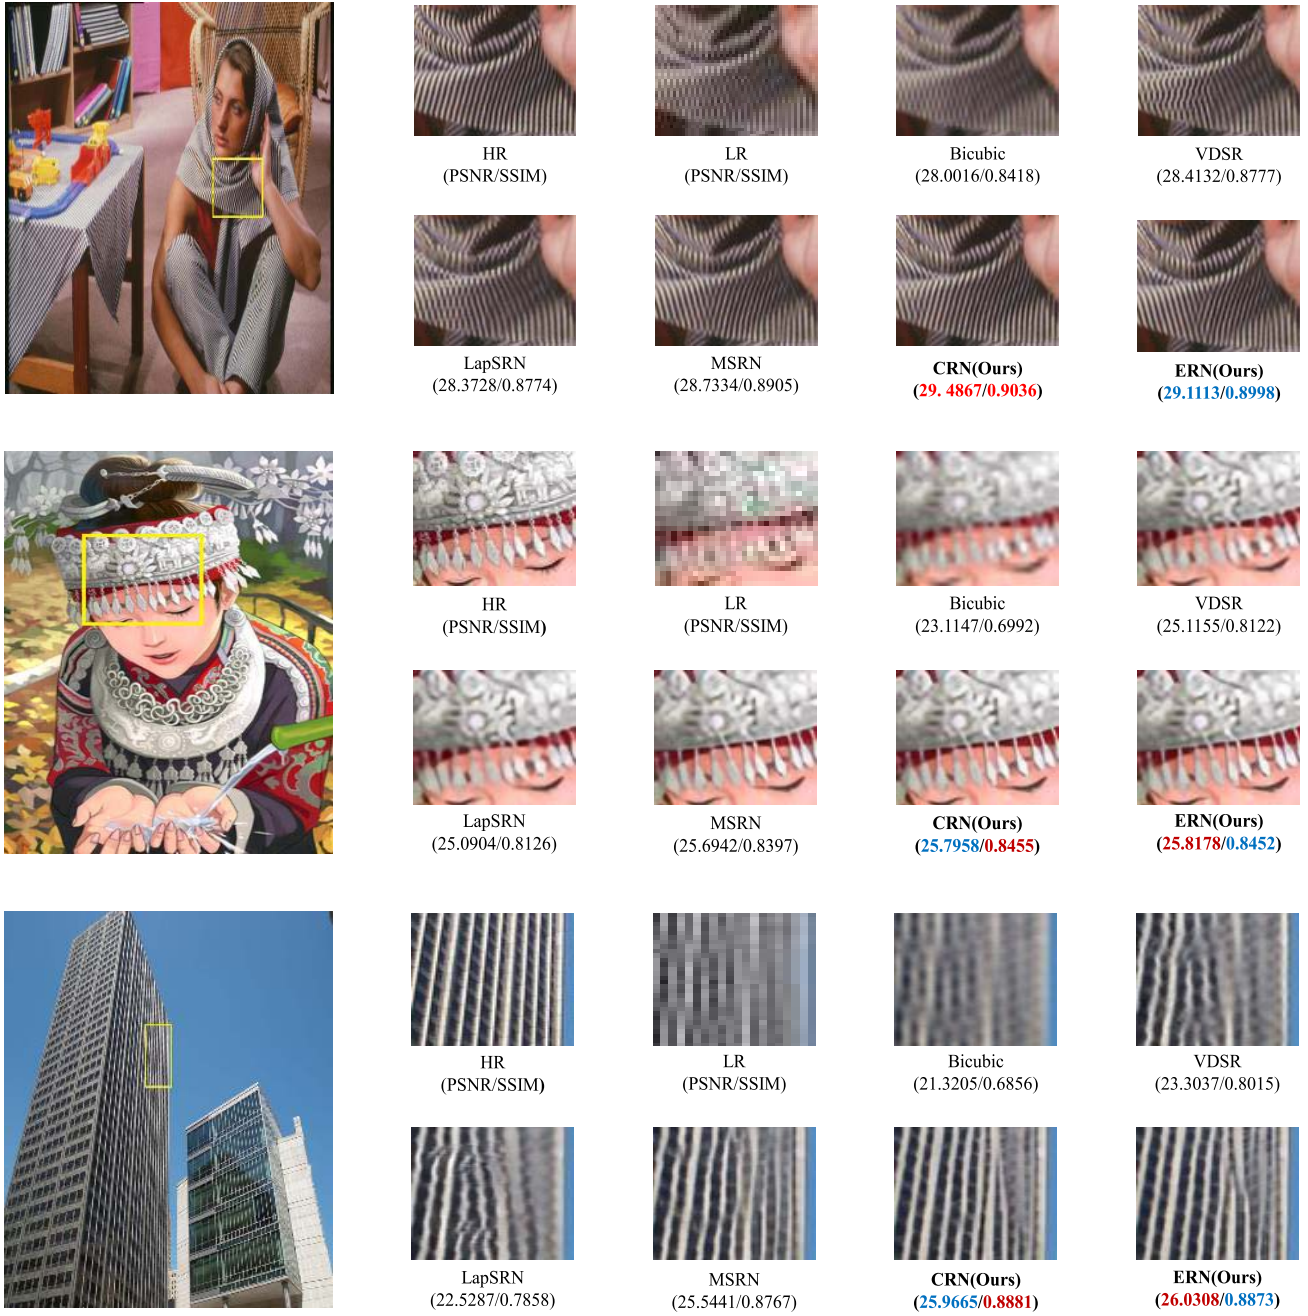 HR
(PSNR/SSIM)
LR
(PSNR/SSIM)
Bicubic
(28.0016/0.8418)
VDSR
(28.4132/0.8777)
LapSRN
(28.3728/0.8774)
MSRN
(28.7334/0.8905)
CRN(Ours)
(29. 4867/0.9036)
ERN(Ours)
(29.1113/0.8998)
HR
(PSNR/SSIM)
LR
(PSNR/SSIM)
Bicubic
(23.1147/0.6992)
VDSR
(25.1155/0.8122)
LapSRN
(25.0904/0.8126)
MSRN
(25.6942/0.8397)
CRN(Ours)
(25.7958/0.8455)
ERN(Ours)
(25.8178/0.8452)
HR
(PSNR/SSIM)
LR
(PSNR/SSIM)
Bicubic
(21.3205/0.6856)
VDSR
(23.3037/0.8015)
LapSRN
(22.5287/0.7858)
MSRN
(25.5441/0.8767)
CRN(Ours)
(25.9665/0.8881)
ERN(Ours)
(26.0308/0.8873)